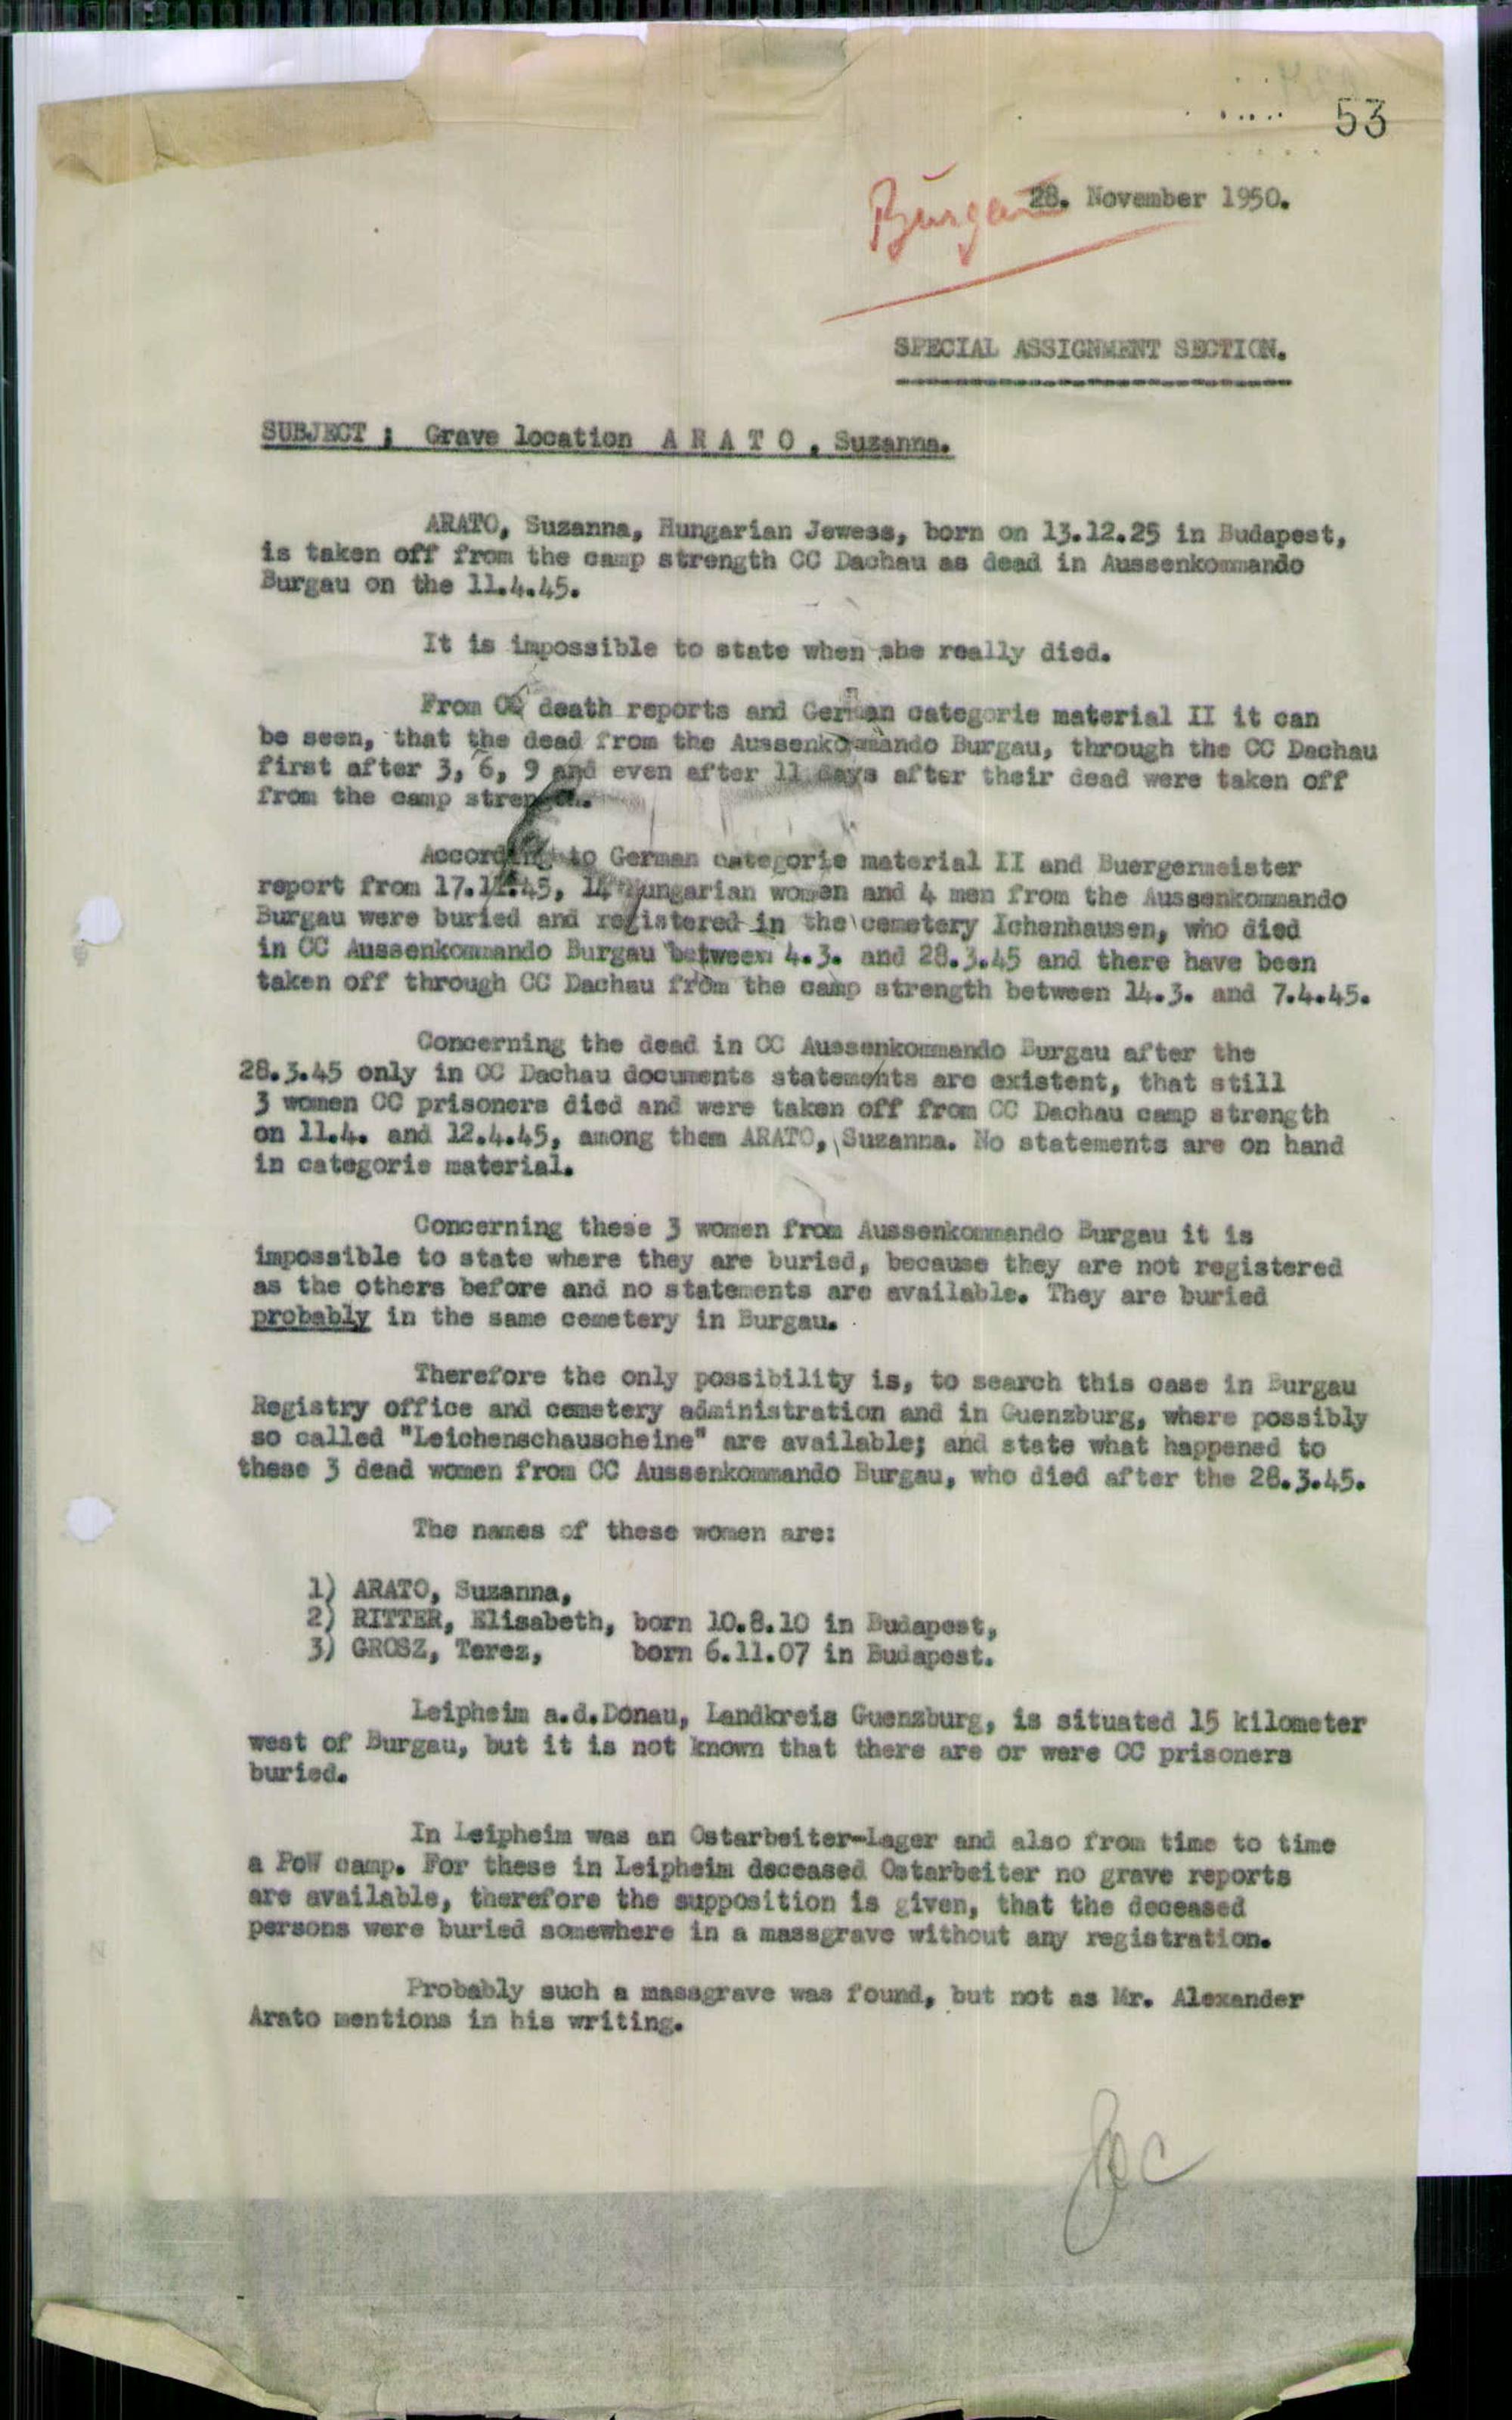 53
Burgau
28. November 1950.
SPECIAL ASSIGNMENT SECTION.
SUBJECT ; Grave location A R A T O , Suzanna.
ARATO, Suzanna, Hungarian Jewess, born on 13.12.25 in Budapest,
is taken off from the camp strength CC Dachau as dead in Aussenkommando
Burgau on the 11.4.45.
It is impossible to state when she really died.
From CC death reports and German categorie material II it can
be seen, that the dead from the Aussenkommando Burgau, through the CC Dachau
first after 3, 6, 9 and even after 11 days after their dead were taken off
from the camp strength.
According to German categorie material II and Buergermeister
report from 14 Hungarian women and 4 men from the Aussenkommando
Burgau were buried and registered in the cemetery Ichenhausen, who died
in CC Aussenkommando Burgau between 4.3. and 28.3.45 and there have been
taken off through CC Dachau from the camp strength between 14.3. and 7.4.45.
Concerning the dead in CC Aussenkommando Burgau after the
28.3.45 only in CC Dachau documents statements are existent, that still
3 women CC prisoners died and were taken off from CC Dachau camp strength
on 11.4. and 12.4.45, among them ARATO, Suzanna. No statements are on hand
in categorie material.
Concerning these 3 women from Aussenkommando Burgau it is
impossible to state where they are buried, because they are not registered
as the others before and no statements are available. They are buried
probably in the same cemetery in Burgau.
Therefore the only possibility is, to search this case in Burgau
Registry office and cemetery administration and in Guenzburg, where possibly
so called "Leichenschauscheine" are available; and state what happened to
these 3 dead women from CC Aussenkommando Burgau, who died after the 28.3.45.
The names of these women are:
1) ARATO, Suzanna,
2) RITTER, Elisabeth, born 10.8.10 in Budapest,
3) GROSZ, Terez, born 6.11.07 in Budapest.
Leipheim a.d.Donau, Landkreis Guenzburg, is situated 15 kilometer
west of Burgau, but it is not known that there are or were CC prisoners
buried.
In Leipheim was an Ostarbeiter-Lager and also from time to time
a PoW camp. For these in Leipheim deceased Ostarbeiter no grave reports
are available, therefore the supposition is given, that the deceased
persons were buried somewhere in a massgrave without any registration.
Probably such a massgrave was found, but not as Mr. Alexander
Arato mentions in his writing.